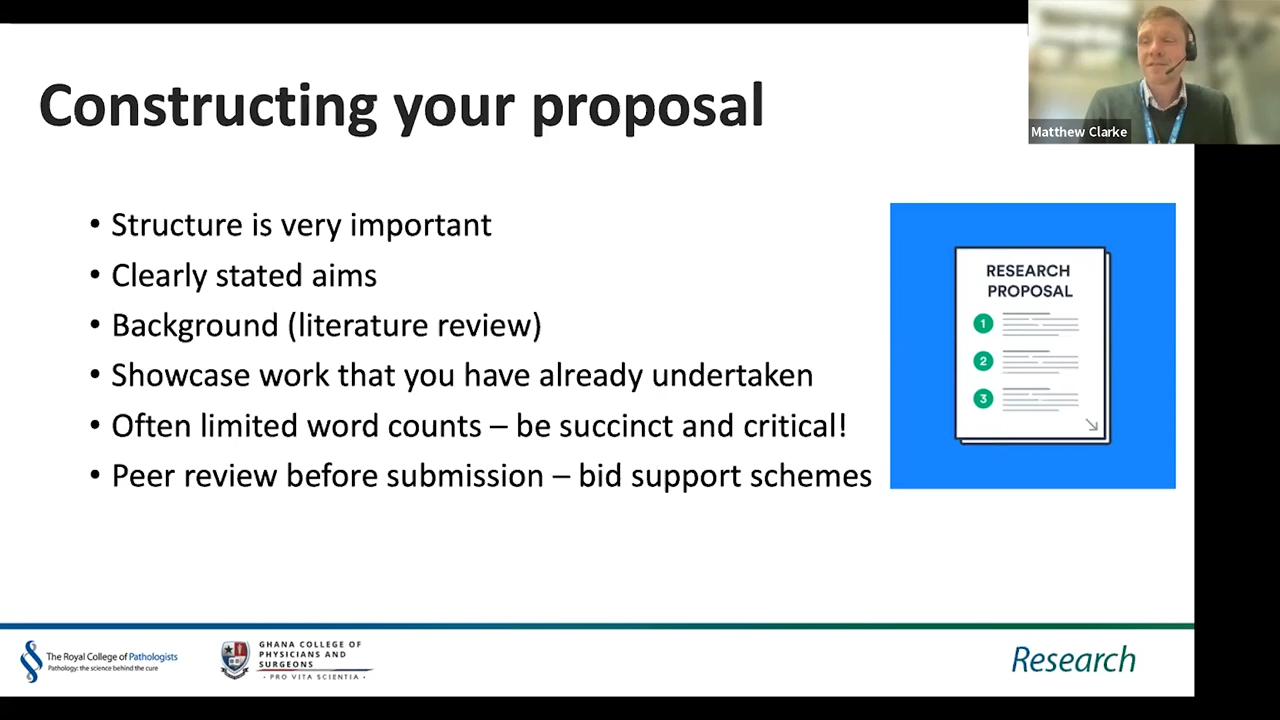 Constructing your proposal
Matthew Clarke
• Structure is very important
• Clearly stated aims
• Background (literature review)
• Showcase work that you have already undertaken
• Often limited word counts – be succinct and critical!
• Peer review before submission – bid support schemes
RESEARCH
PROPOSAL
1
2
3
The Royal College of Pathologists
Pathology: the science behind the cure
GHANA COLLEGE OF
PHYSICIANS AND
SURGEONS
· PRO VITA SCIENTIA ·
Research